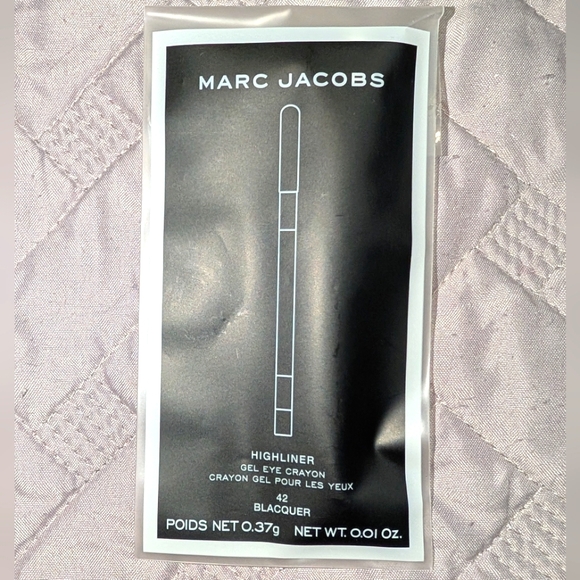 MARC JACOBS
HIGHLINER
GEL EYE CRAYON
CRAYON GEL POUR LES YEUX
42
BLACQUER
POIDS NET 0.37g NET WT. 0.01 Oz.